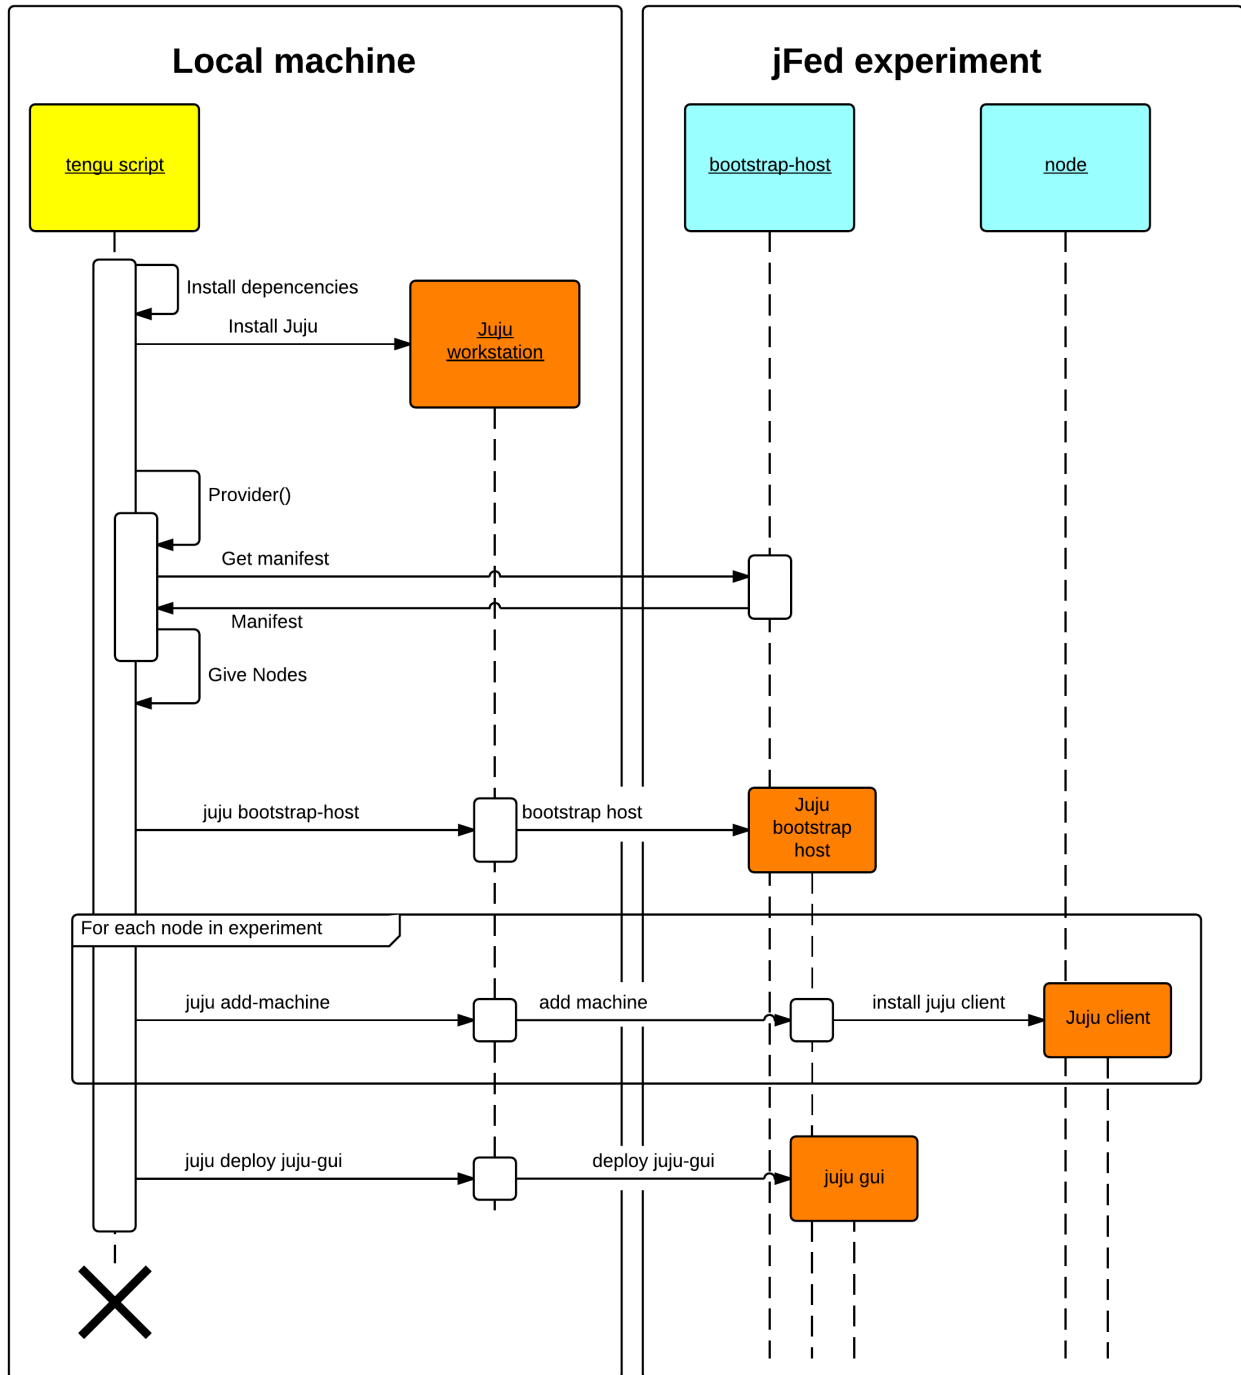 Local machine
jFed experiment
tengu script
bootstrap-host
node
Install depencencies
Install Juju
Juju
workstation
Provider()
Get manifest
Manifest
Give Nodes
juju bootstrap-host
bootstrap host
Juju
bootstrap
host
For each node in experiment
juju add-machine
add machine
install juju client
Juju client
juju deploy juju-gui
deploy juju-gui
juju gui